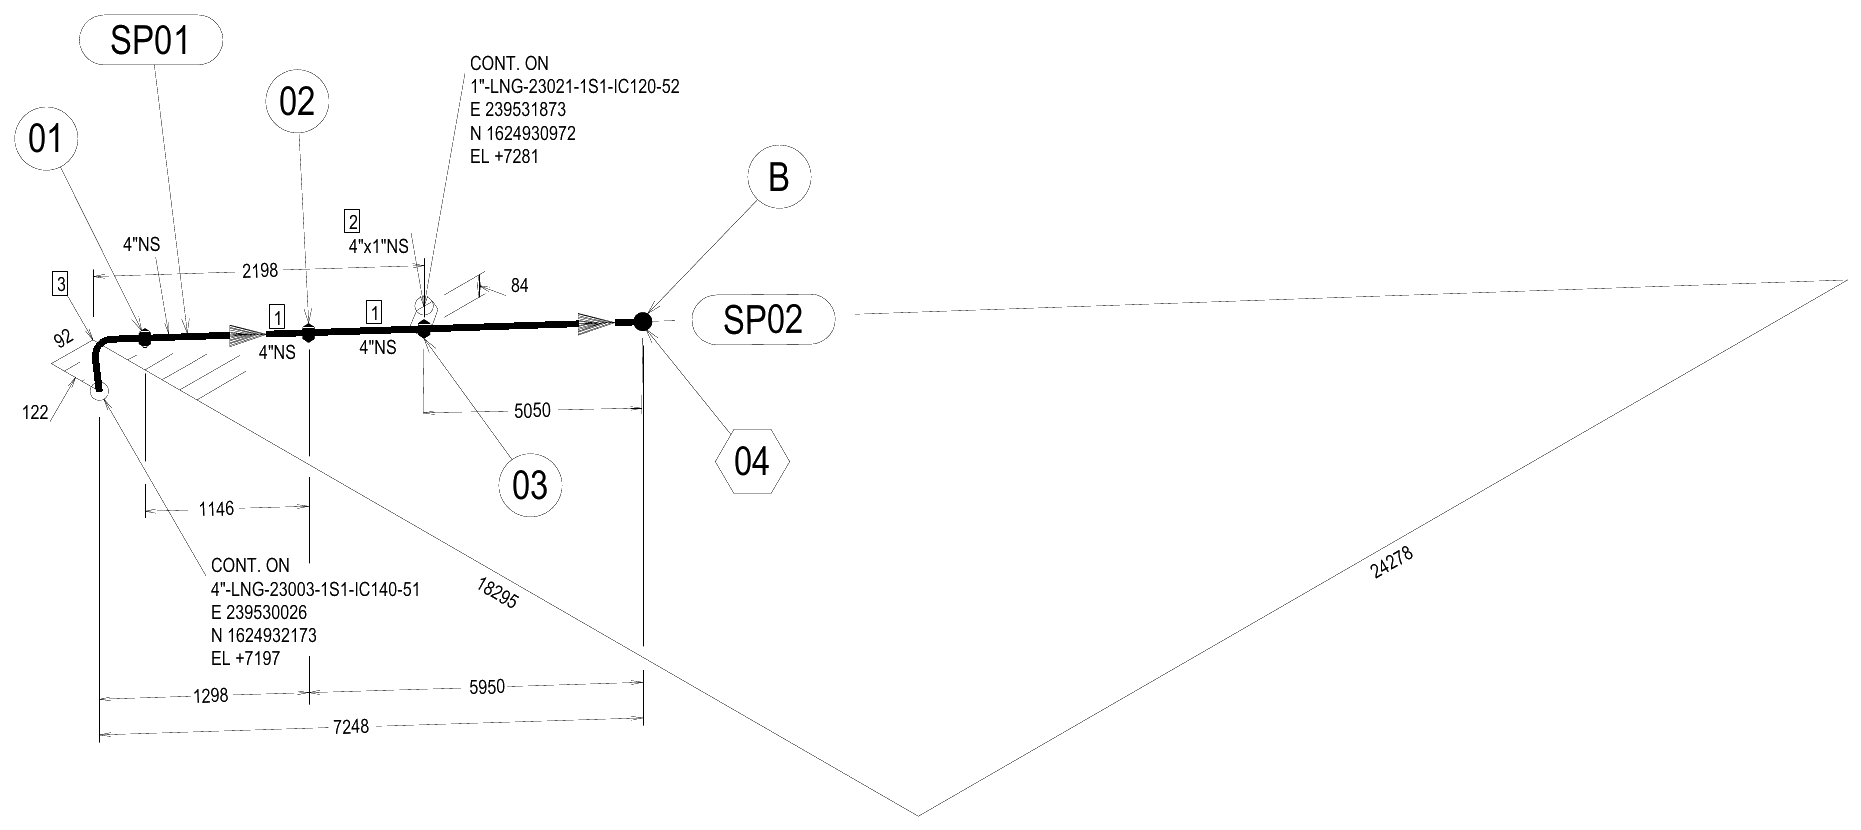 SP01
01
02
CONT. ON
1"-LNG-23021-1S1-IC120-52
E 239531873
N 1624930972
EL +7281
B
4"NS
2
4"x1"NS
2198
84
3
92
1
1
4"NS
4"NS
SP02
122
5050
04
03
1146
CONT. ON
4"-LNG-23003-1S1-IC140-51
E 239530026
N 1624932173
EL +7197
18295
24278
1298
5950
7248